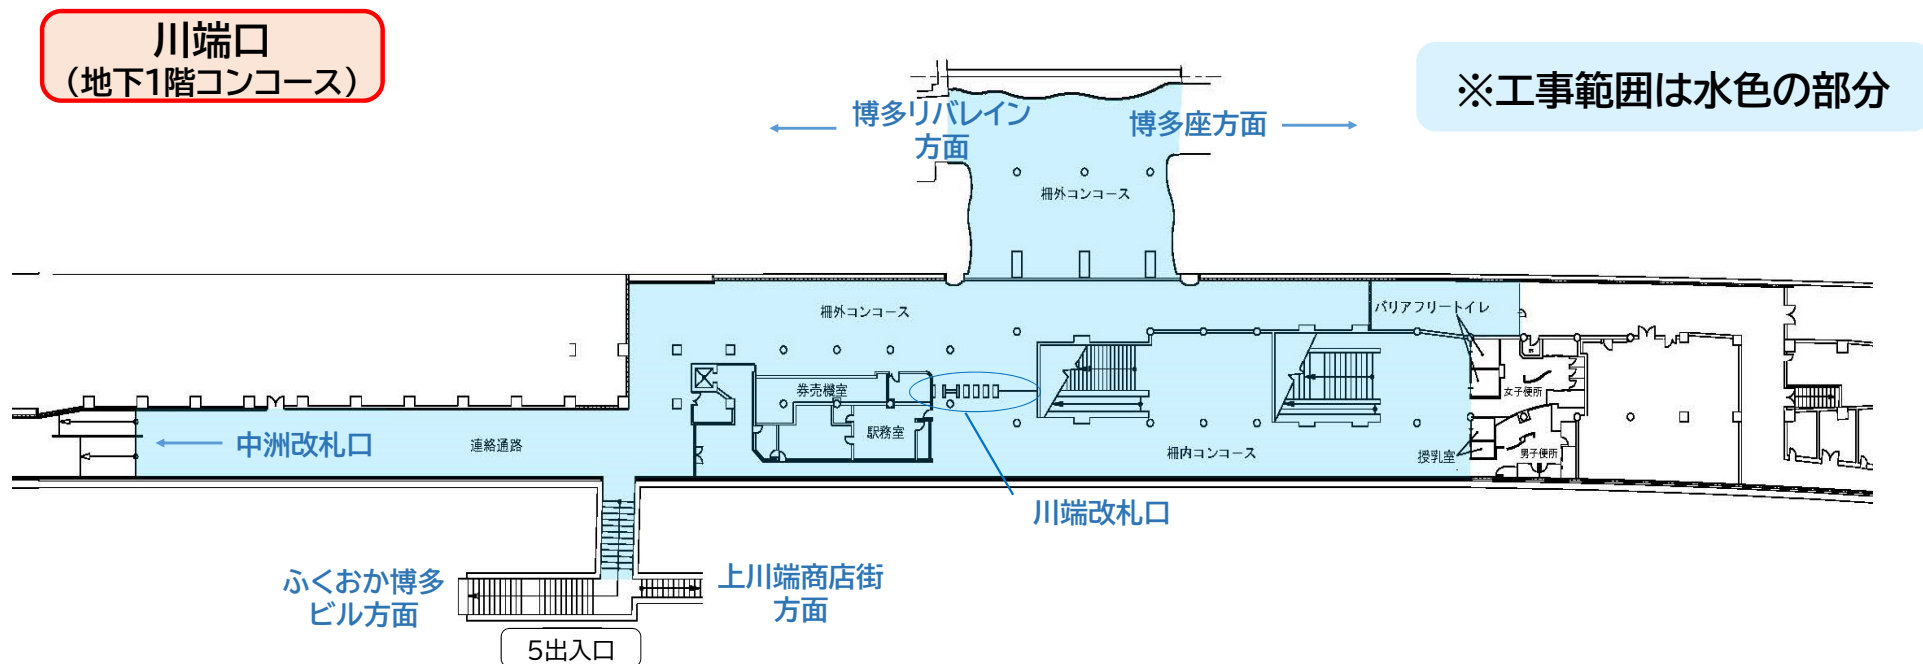 川端口
（地下1階コンコース）
※工事範囲は水色の部分
博多リバレイン
方面
博多座方面
柵外コンコース
柵外コンコース
バリアフリートイレ
券売機室
駅務室
女子便所
中洲改札口
連絡通路
柵内コンコース
授乳室
男子便所
川端改札口
ふくおか博多
ビル方面
上川端商店街
方面
5出入口